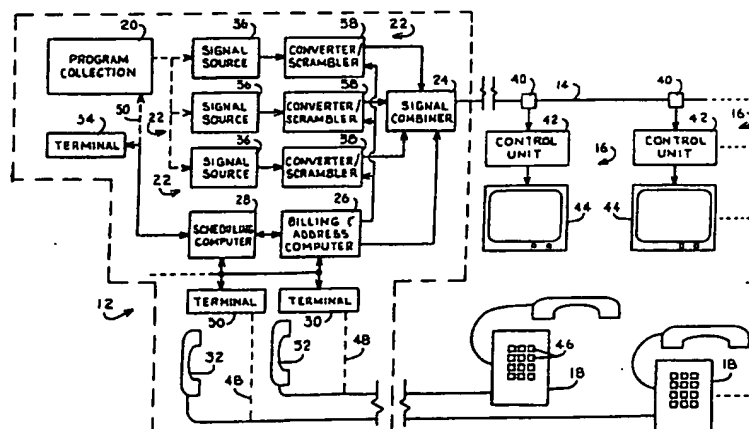 20
PROGRAM
COLLECTION
36
SIGNAL
SOURCE
58
CONVERTER/
SCRAMBLER
22
24
SIGNAL
COMBINER
40
14
40
16
54
TERMINAL
50
22
56
SIGNAL
SOURCE
58
CONVERTER/
SCRAMBLER
42
CONTROL
UNIT
16
42
CONTROL
UNIT
22
36
SIGNAL
SOURCE
38
CONVERTER/
SCRAMBLER
44
44
28
SCHEDULING
COMPUTER
26
BILLING &
ADDRESS
COMPUTER
12
TERMINAL
30
TERMINAL
30
32
48
32
48
46
18
18